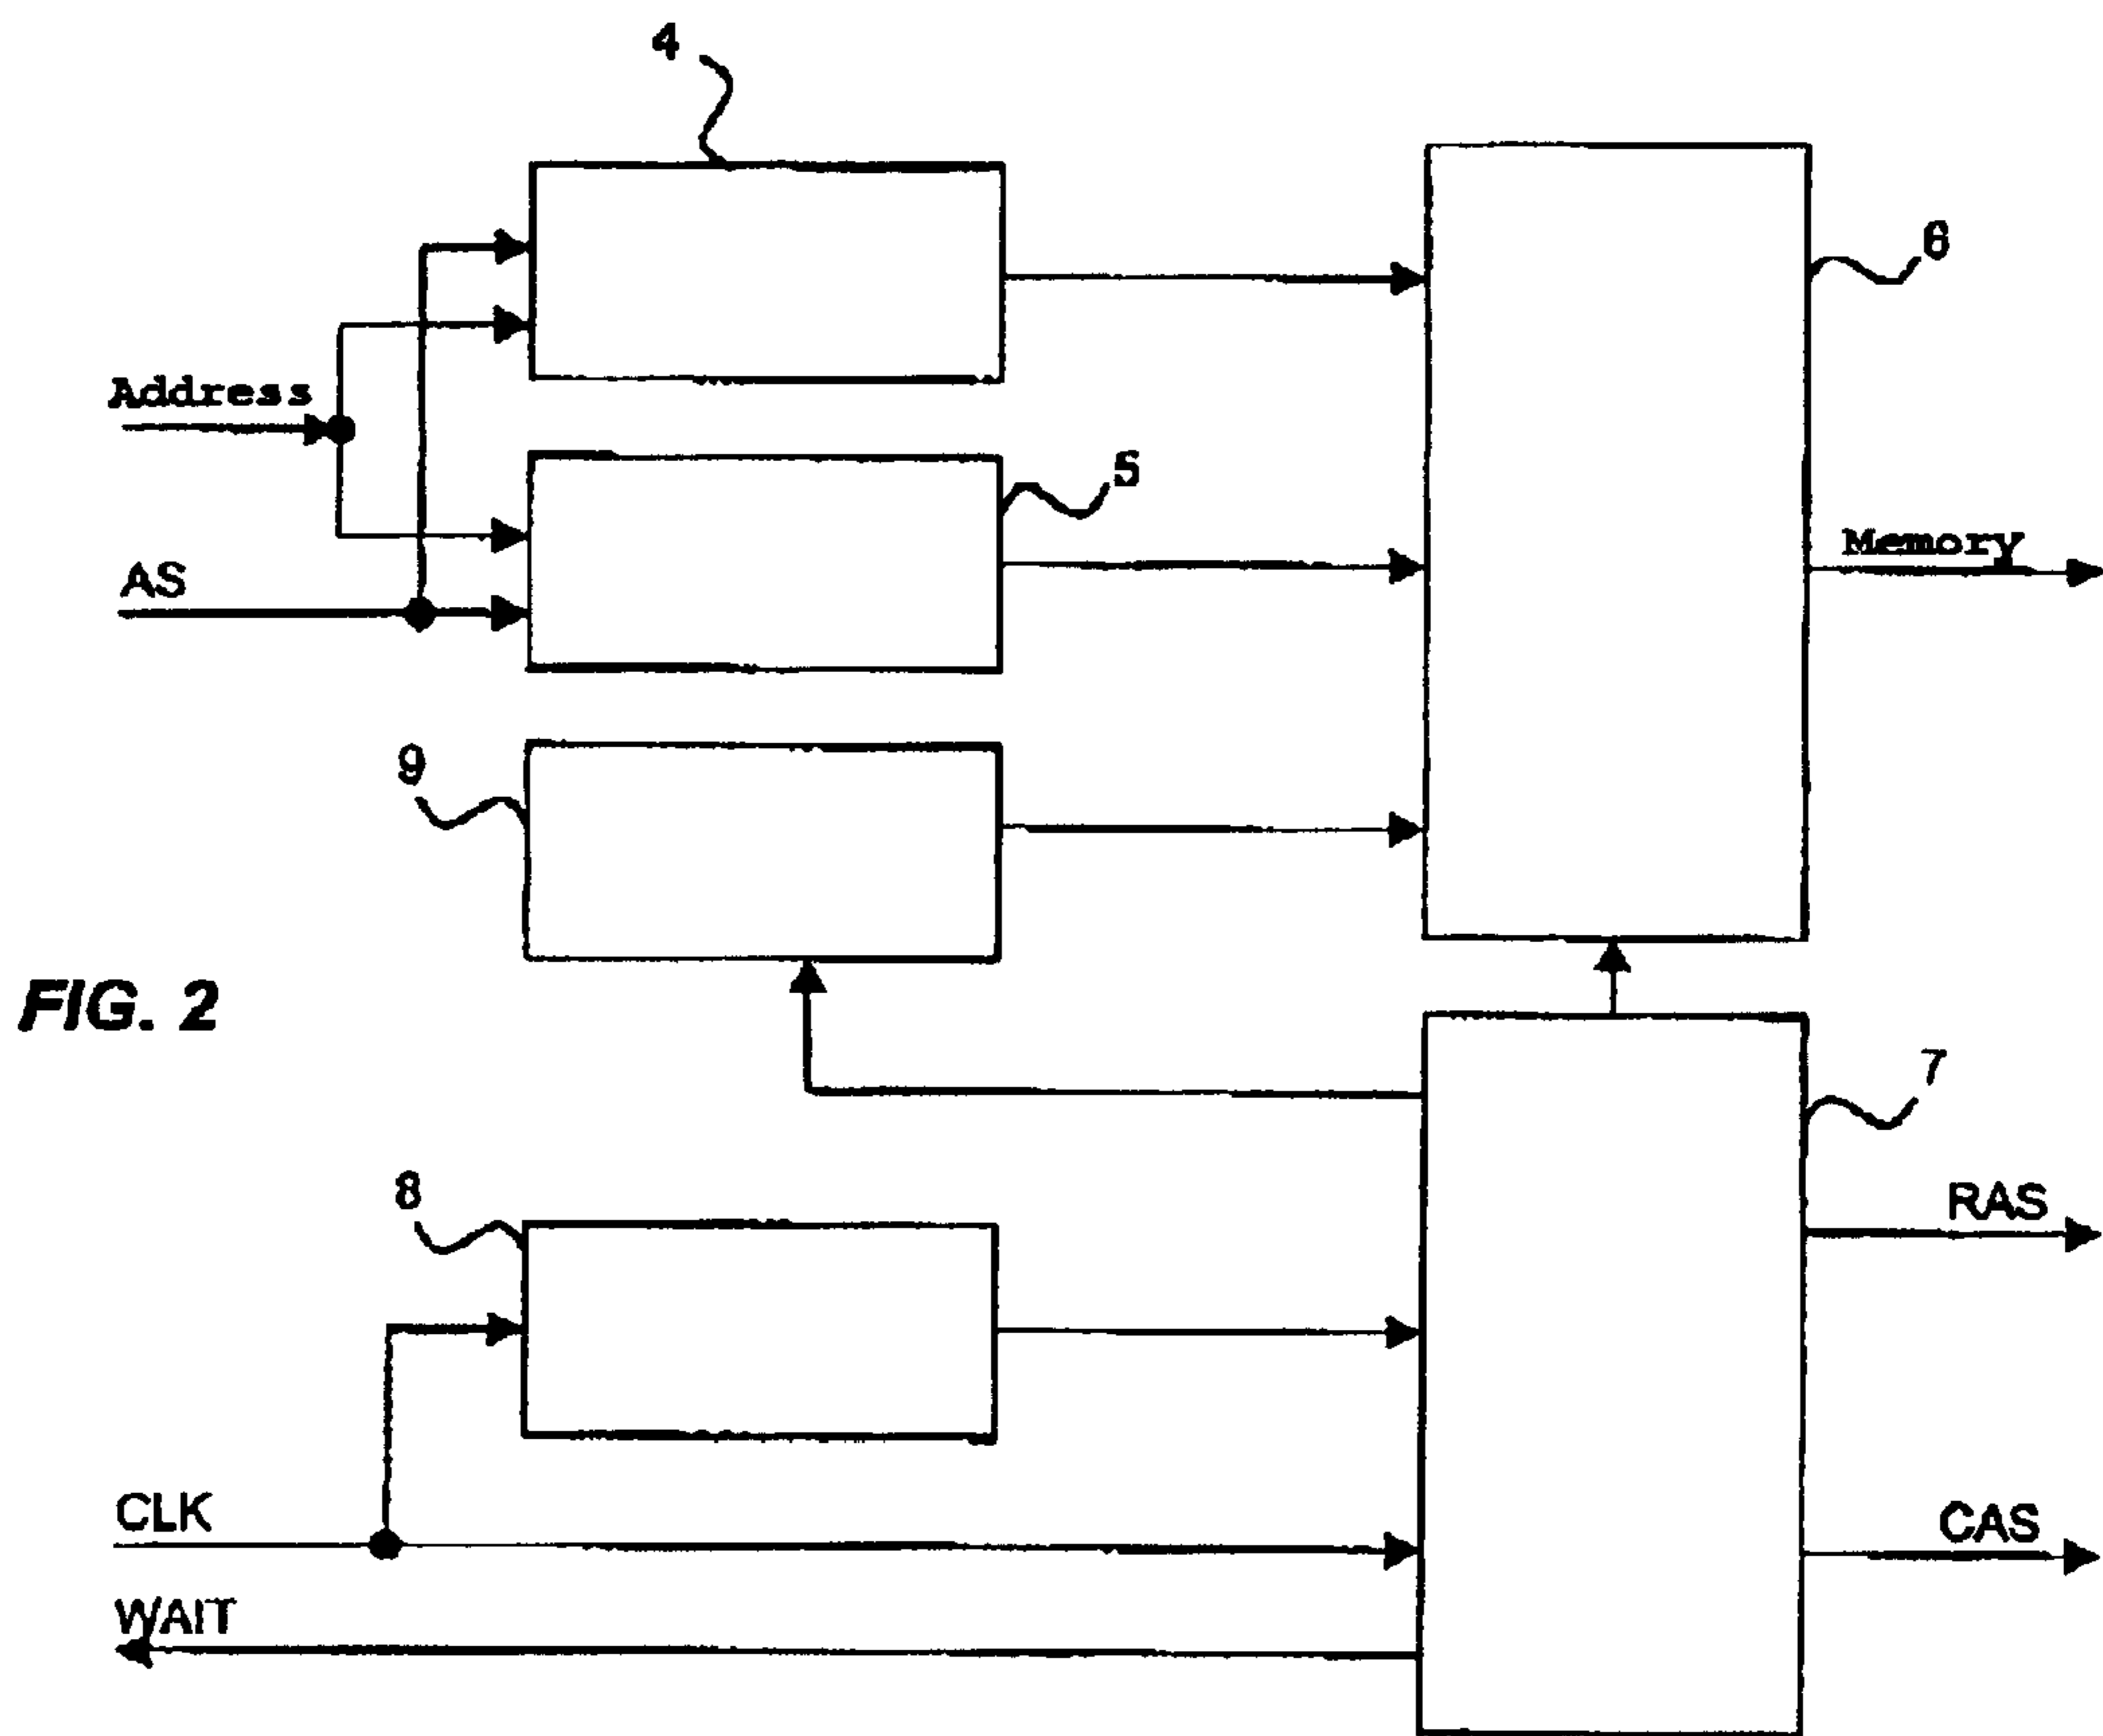 4
6
Address
5
Memory
AS
9
FIG. 2
7
8
RAS
CLK
CAS
WAIT